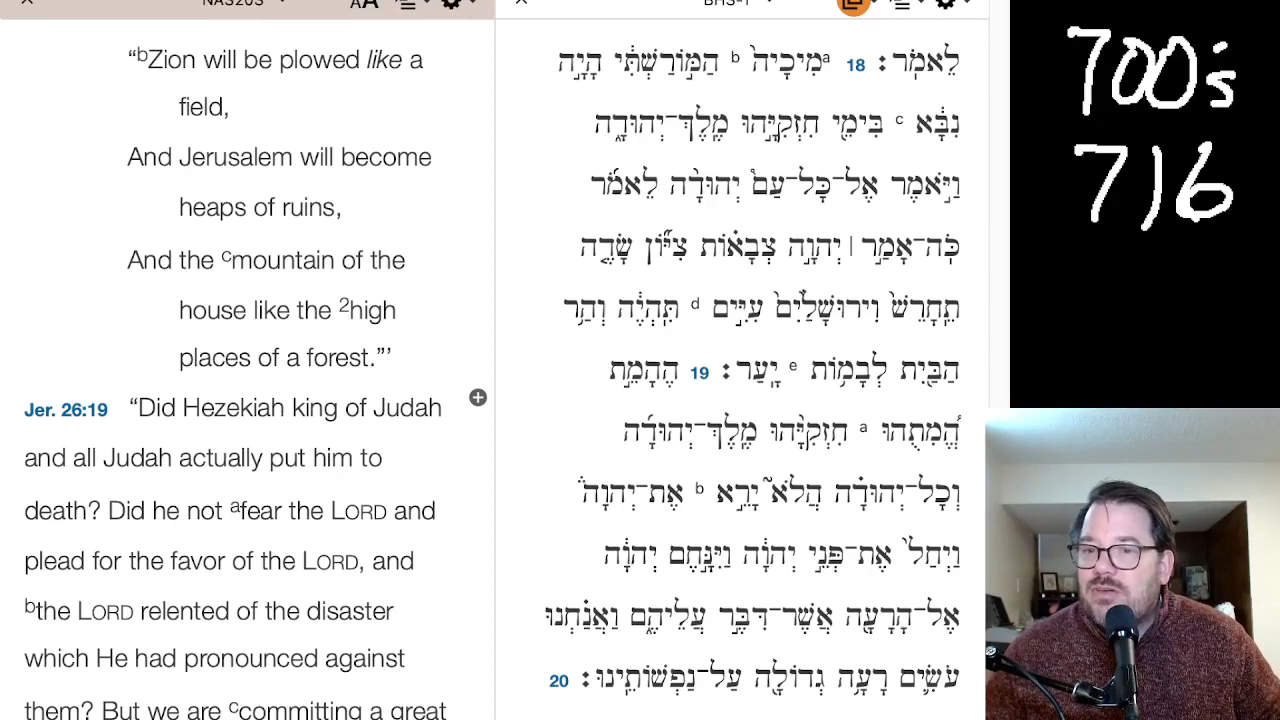 NAS20S
AA
“bZion will be plowed like a
field,
And Jerusalem will become
heaps of ruins,
And the cmountain of the
house like the 2high
places of a forest.”’
Jer. 26:19 “Did Hezekiah king of Judah
and all Judah actually put him to
death? Did he not afear the LORD and
plead for the favor of the LORD, and
bthe LORD relented of the disaster
which He had pronounced against
them? But we are ccommitting a great
BHS-T
לֵאמֹֽר׃ 18 aמִיכָיה֙ b הַמּ֣וֹרַשְׁתִּ֔י הָיָ֣ה
נִבָּ֔א c בִּימֵ֖י חִזְקִיָּ֣הוּ מֶֽלֶךְ־יְהוּדָ֑ה
וַיֹּ֣אמֶר אֶל־כָּל־עַם֩ יְהוּדָ֨ה לֵאמֹ֜ר
כֹּֽה־אָמַ֣ר ׀ יְהוָ֣ה צְבָא֗וֹת צִיּ֞וֹן שָׂדֶ֤ה
תֵֽחָרֵשׁ֙ וִירוּשָׁלַ֙יִם֙ עִיִּ֣ים d תִּֽהְיֶ֔ה וְהַ֥ר
הַבַּ֖יִת לְבָמ֥וֹת e יָֽעַר׃ 19 הֶהָמֵ֣ת
הֱ֠מִתֻהוּ a חִזְקִיָּ֨הוּ מֶֽלֶךְ־יְהוּדָ֜ה
וְכָל־יְהוּדָ֗ה הֲלֹא֮ יָרֵ֣א b אֶת־יְהוָה֒
וַיְחַל֙ אֶת־פְּנֵ֣י יְהוָ֔ה וַיִּנָּ֣חֶם יְהוָ֔ה
אֶל־הָרָעָ֖ה אֲשֶׁר־דִּבֶּ֣ר עֲלֵיהֶ֑ם וַאֲנַ֗חְנוּ
עֹשִׂ֛ים רָעָ֥ה גְדוֹלָ֖ה עַל־נַפְשׁוֹתֵֽינוּ׃ 20
700's
716